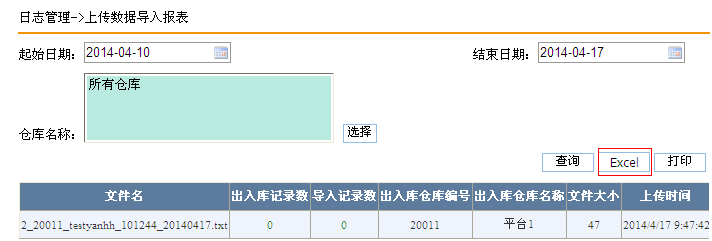 日志管理->上传数据导入报表
起始日期： 2014-04-10 结束日期： 2014-04-17
所有仓库
仓库名称： 选择
查询 Excel 打印
文件名 出入库记录数 导入记录数 出入仓库编号 出入仓库名称 文件大小 上传时间
2_20011_testyanhh_101244_20140417.txt 0 0 20011 平台1 47 2014/4/17 9:47:42